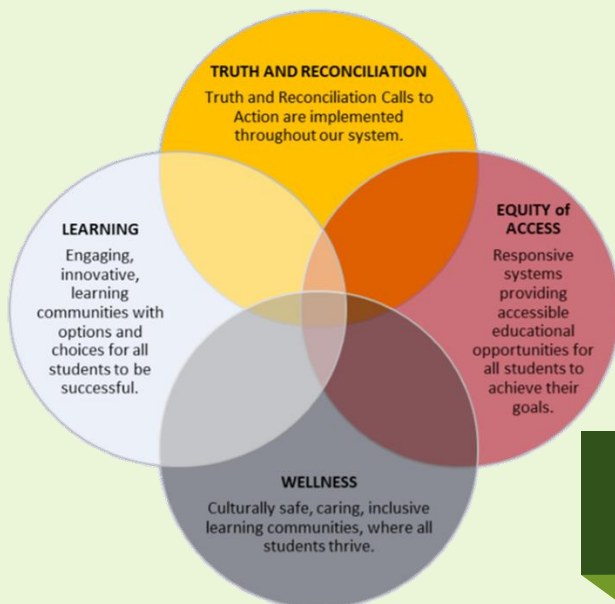 TRUTH AND RECONCILIATION
Truth and Reconciliation Calls to
Action are implemented
throughout our system.
LEARNING
Engaging,
innovative,
learning
communities with
options and
choices for all
students to be
successful.
EQUITY of
ACCESS
Responsive
systems
providing
accessible
educational
opportunities for
all students to
achieve their
goals.
WELLNESS
Culturally safe, caring, inclusive
learning communities, where all
students thrive.